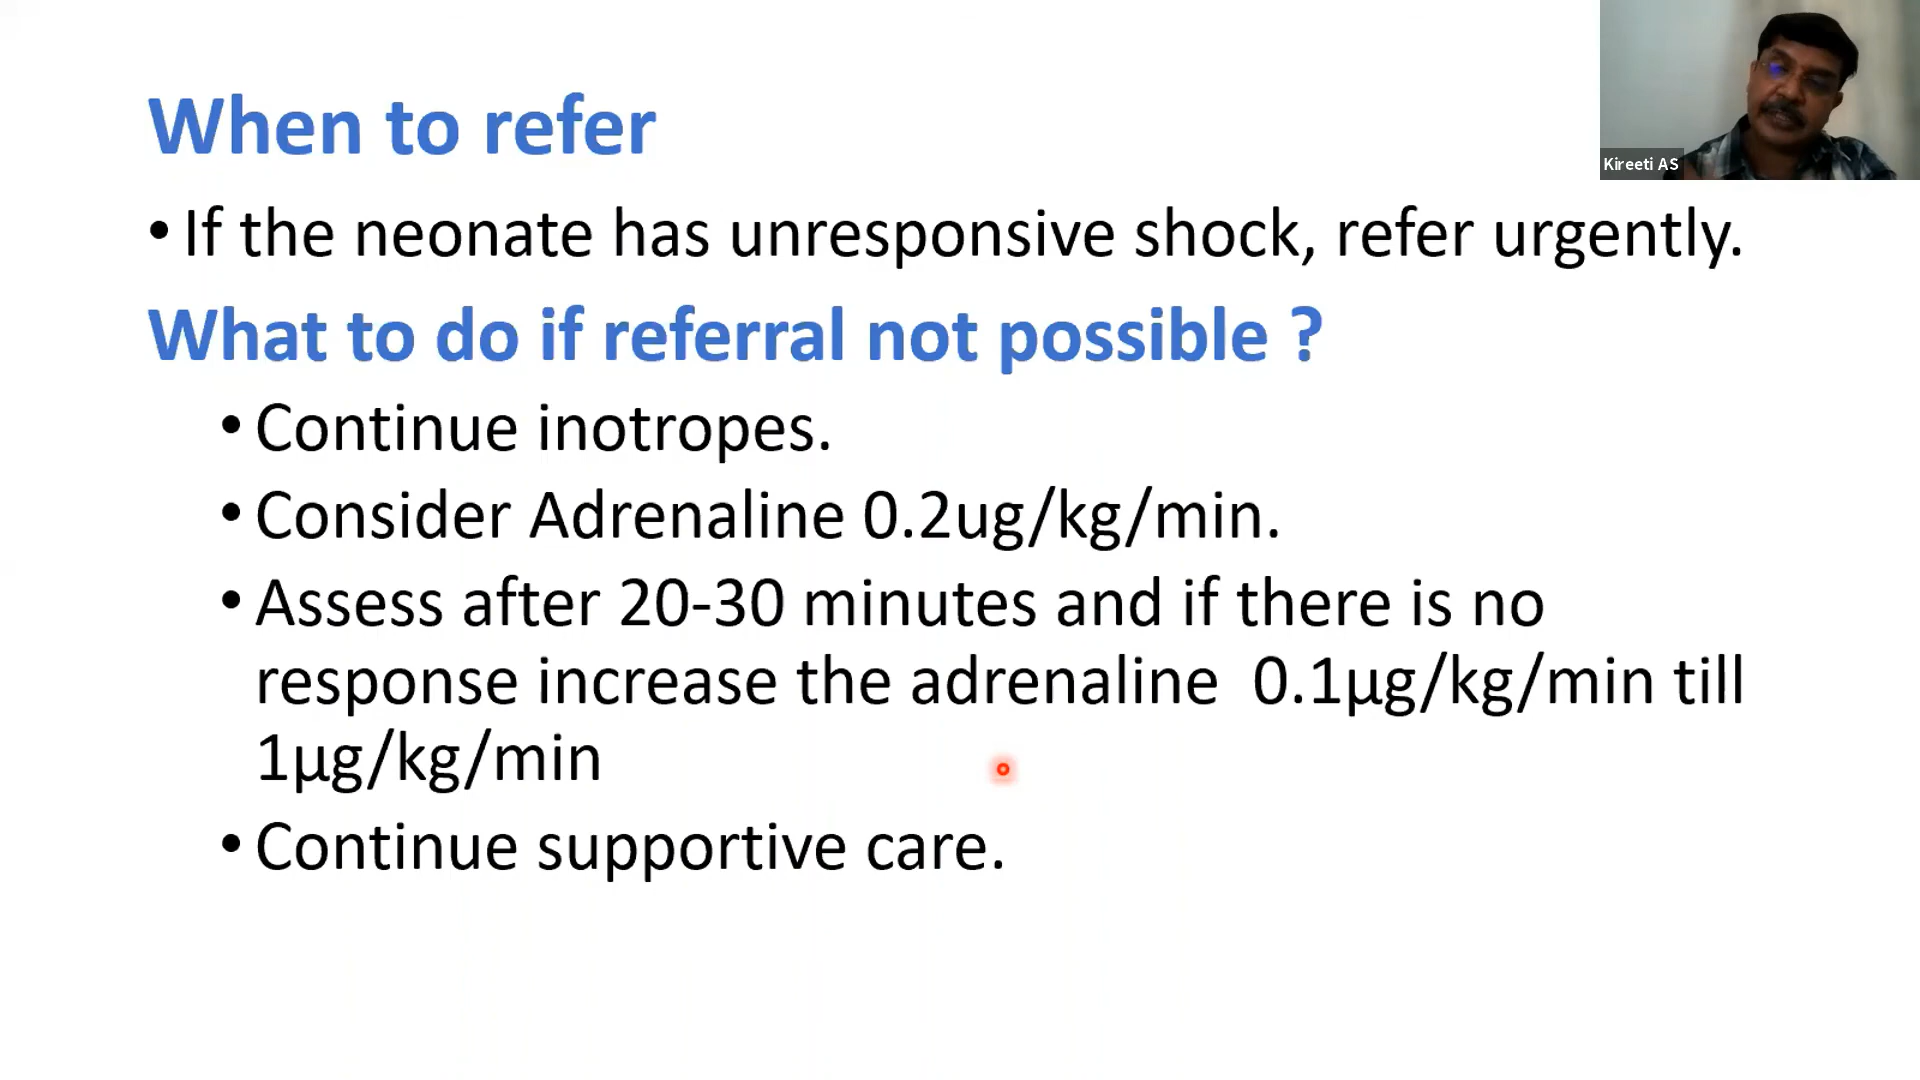 When to refer
• If the neonate has unresponsive shock, refer urgently.
What to do if referral not possible ?
• Continue inotropes.
• Consider Adrenaline 0.2ug/kg/min.
• Assess after 20-30 minutes and if there is no
response increase the adrenaline  0.1µg/kg/min till
1µg/kg/min
• Continue supportive care.
Kireeti AS